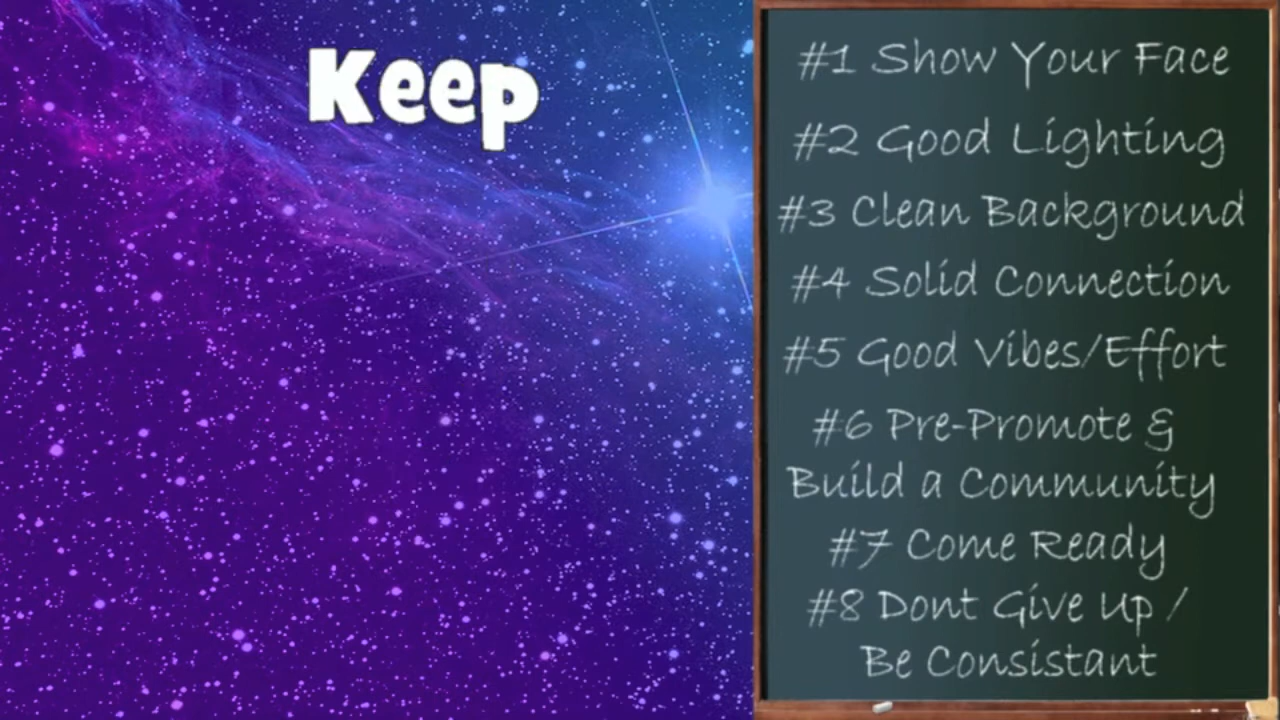 Keep
#1 Show Your Face
#2 Good Lighting
#3 Clean Background
#4 Solid Connection
#5 Good Vibes/Effort
#6 Pre-Promote &
Build a Community
#7 Come Ready
#8 Dont Give Up /
Be Consistant